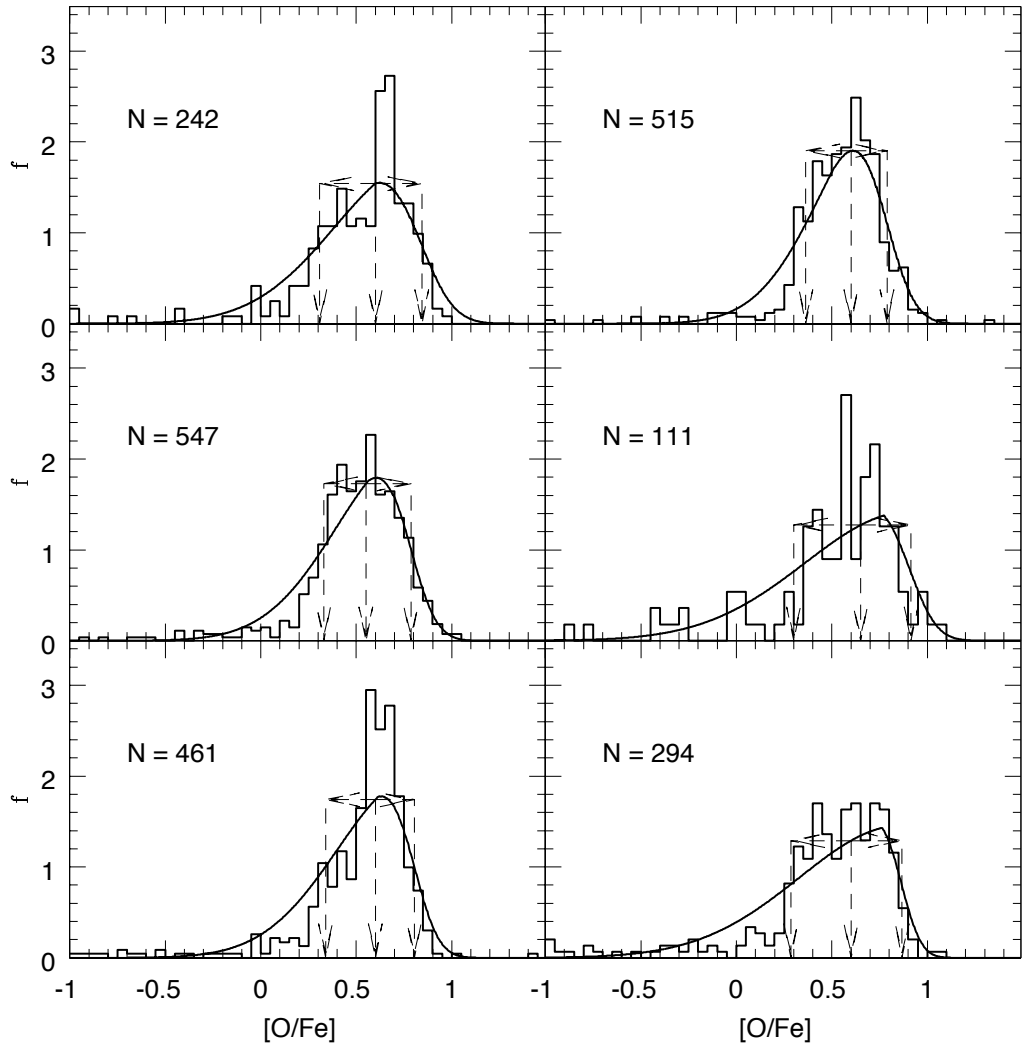 3
2
1
0
f
N = 242
N = 515
3
2
1
0
f
N = 547
N = 111
3
2
1
0
f
N = 461
N = 294
-1 -0.5 0 0.5 1 -1 -0.5 0 0.5 1
[O/Fe] [O/Fe]